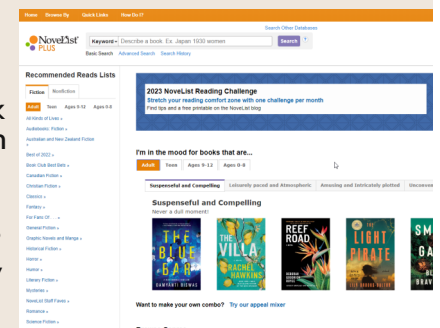 Home Browse By Quick Links How Do I?
Search Other Databases
NoveList PLUS
Keyword Describe a book Ex. Japan 1930 women Search
Basic Search Advanced Search Search History
Recommended Reads Lists
Fiction Nonfiction
Adult Teen Ages 9-12 Ages 0-8
All Kinds of Lives »
Audiobooks: Fiction »
Australian and New Zealand Fiction »
Best of 2022 »
Book Club Best Bets »
Canadian Fiction »
Christian Fiction »
Classics »
Fantasy »
For Fans Of ... »
General Fiction »
Graphic Novels and Manga »
Historical Fiction »
Horror »
Humor »
Literary Fiction »
Mysteries »
NoveList Staff Faves »
Romance »
Science Fiction »
2023 NoveList Reading Challenge
Stretch your reading comfort zone with one challenge per month
Find tips and a free printable on the NoveList blog
I'm in the mood for books that are...
Adult Teen Ages 9-12 Ages 0-8
Suspenseful and Compelling Leisurely paced and Atmospheric Amazing and Intricately plotted
Suspenseful and Compelling
Never a dull moment!
THE BLUE BAR
DAMYANTI BISWAS
THE VILLA
RACHEL HAWKINS
REEF ROAD
THE LIGHT PIRATE
Want to make your own combo? Try our appeal mixer